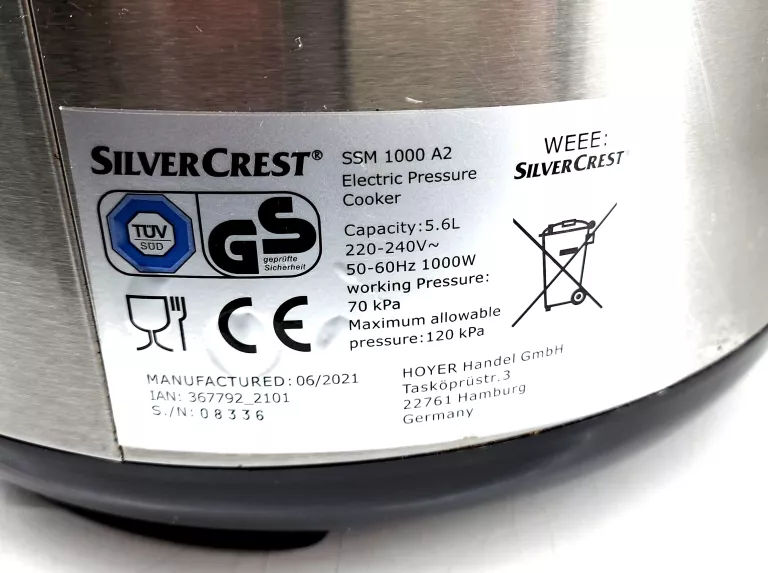 SILVERCREST®
SSM 1000 A2
Electric Pressure
Cooker
Capacity:5.6L
220-240V~
50-60Hz 1000W
working Pressure:
70 kPa
Maximum allowable
pressure:120 kPa
WEEE:
SILVERCREST®
TÜV
SÜD
GS
geprüfte
Sicherheit
CE
MANUFACTURED: 06/2021
IAN: 367792_2101
S./N: 08336
HOYER Handel GmbH
Tasköprüstr.3
22761 Hamburg
Germany